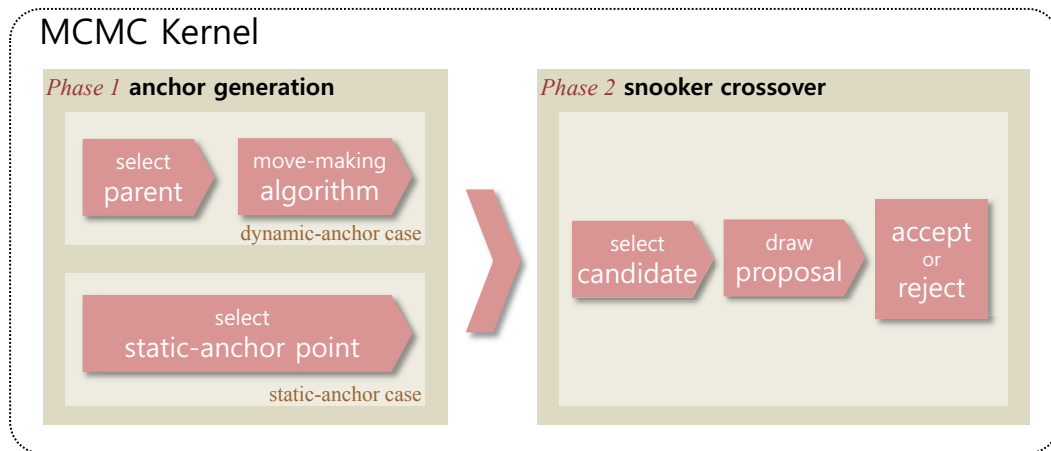 MCMC Kernel
Phase 1 anchor generation
select
parent
move-making
algorithm
dynamic-anchor case
select
static-anchor point
static-anchor case
Phase 2 snooker crossover
select
candidate
draw
proposal
accept
or
reject